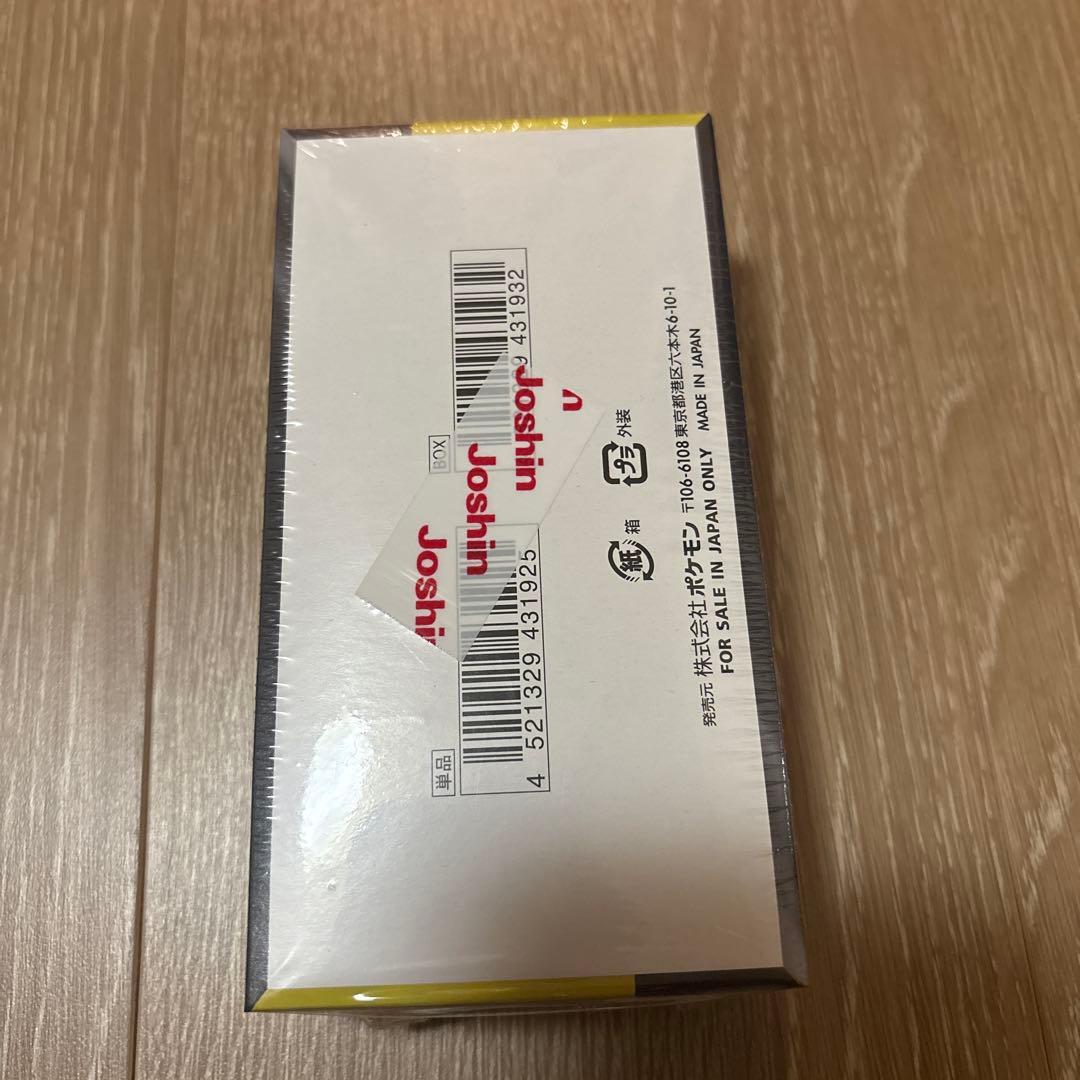 BOX
431932
単品
4 521329 431925
Joshin
Joshin
Joshin
紙 箱
プラ 外装
発売元 株式会社ポケモン 〒106-6108 東京都港区六本木6-10-1
FOR SALE IN JAPAN ONLY MADE IN JAPAN